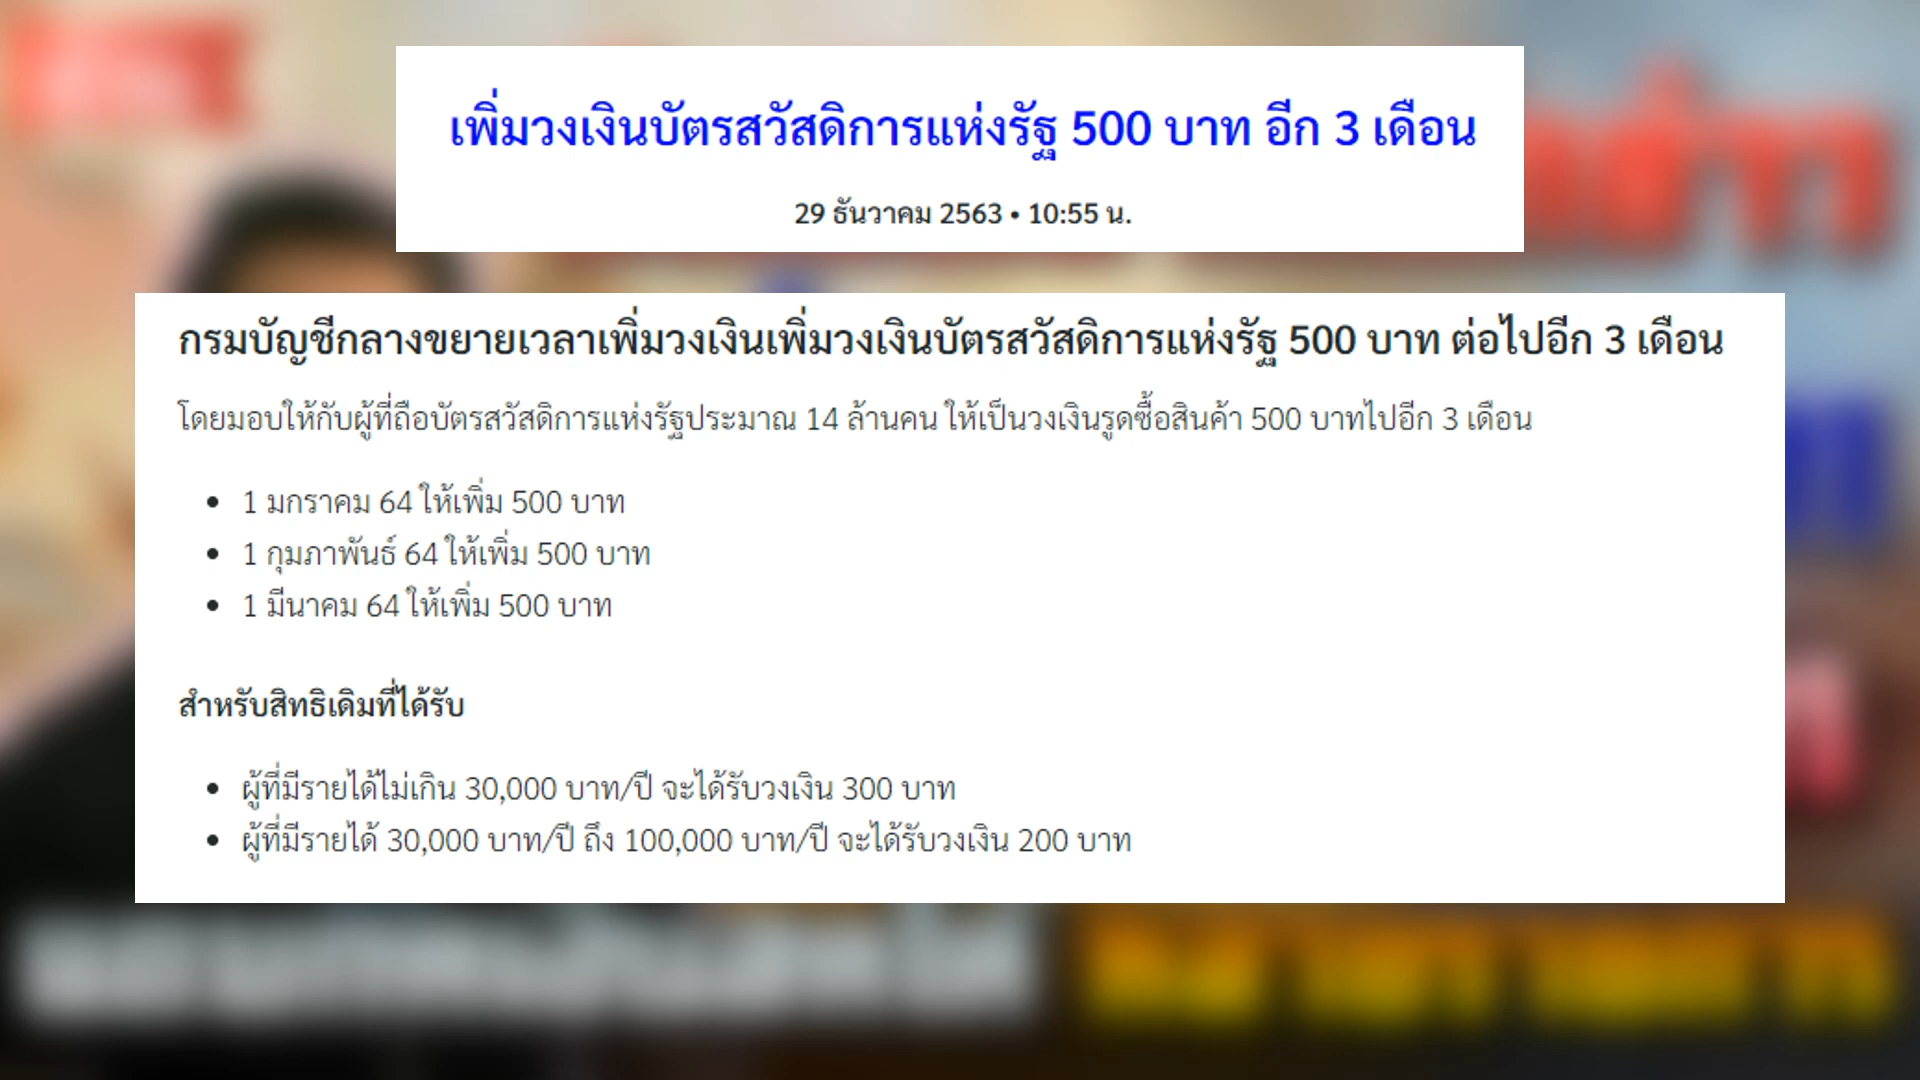 เพิ่มวงเงินบัตรสวัสดิการแห่งรัฐ 500 บาท อีก 3 เดือน
29 ธันวาคม 2563 • 10:55 น.
กรมบัญชีกลางขยายเวลาเพิ่มวงเงินเพิ่มวงเงินบัตรสวัสดิการแห่งรัฐ 500 บาท ต่อไปอีก 3 เดือน
โดยมอบให้กับผู้ที่ถือบัตรสวัสดิการแห่งรัฐประมาณ 14 ล้านคน ให้เป็นวงเงินรูดซื้อสินค้า 500 บาทไปอีก 3 เดือน
• 1 มกราคม 64 ให้เพิ่ม 500 บาท
• 1 กุมภาพันธ์ 64 ให้เพิ่ม 500 บาท
• 1 มีนาคม 64 ให้เพิ่ม 500 บาท
สำหรับสิทธิเดิมที่ได้รับ
• ผู้ที่มีรายได้ไม่เกิน 30,000 บาท/ปี จะได้รับวงเงิน 300 บาท
• ผู้ที่มีรายได้ 30,000 บาท/ปี ถึง 100,000 บาท/ปี จะได้รับวงเงิน 200 บาท